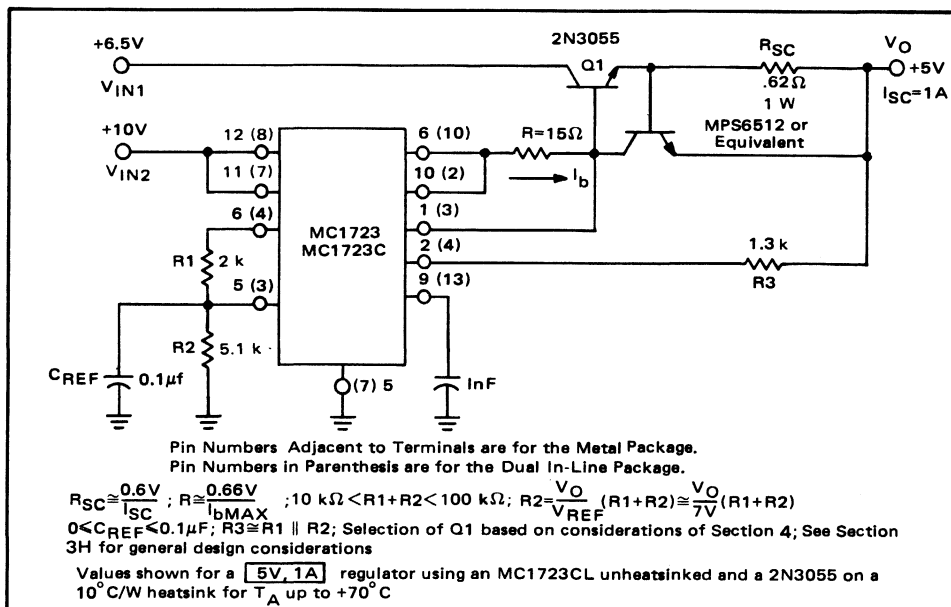 2N3055
+6.5V
Q1
RSC
VO
+5V
VIN1
.62Ω
ISC=1A
1 W
+10V
12 (8)
6 (10)
R=15Ω
MPS6512 or
Equivalent
VIN2
11 (7)
10 (2)
Ib
6 (4)
1 (3)
MC1723
MC1723C
2 (4)
1.3 k
R1
2 k
9 (13)
R3
5 (3)
R2
5.1 k
CREF
0.1μf
(7) 5
InF
Pin Numbers Adjacent to Terminals are for the Metal Package.
Pin Numbers in Parenthesis are for the Dual In-Line Package.
RSC≅0.6V/ISC ; R≅0.66V/IbMAX ;10 kΩ<R1+R2<100 kΩ; R2=VO/VREF(R1+R2)≅VO/7V(R1+R2)
0⩽CREF⩽0.1μF; R3≅R1 || R2; Selection of Q1 based on considerations of Section 4; See Section
3H for general design considerations
Values shown for a 5V, 1A regulator using an MC1723CL unheatsinked and a 2N3055 on a
10°C/W heatsink for TA up to +70°C